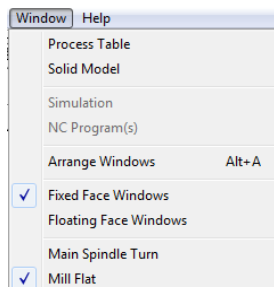 Window Help
Process Table
Solid Model
Simulation
NC Program(s)
Arrange Windows Alt+A
Fixed Face Windows
Floating Face Windows
Main Spindle Turn
Mill Flat